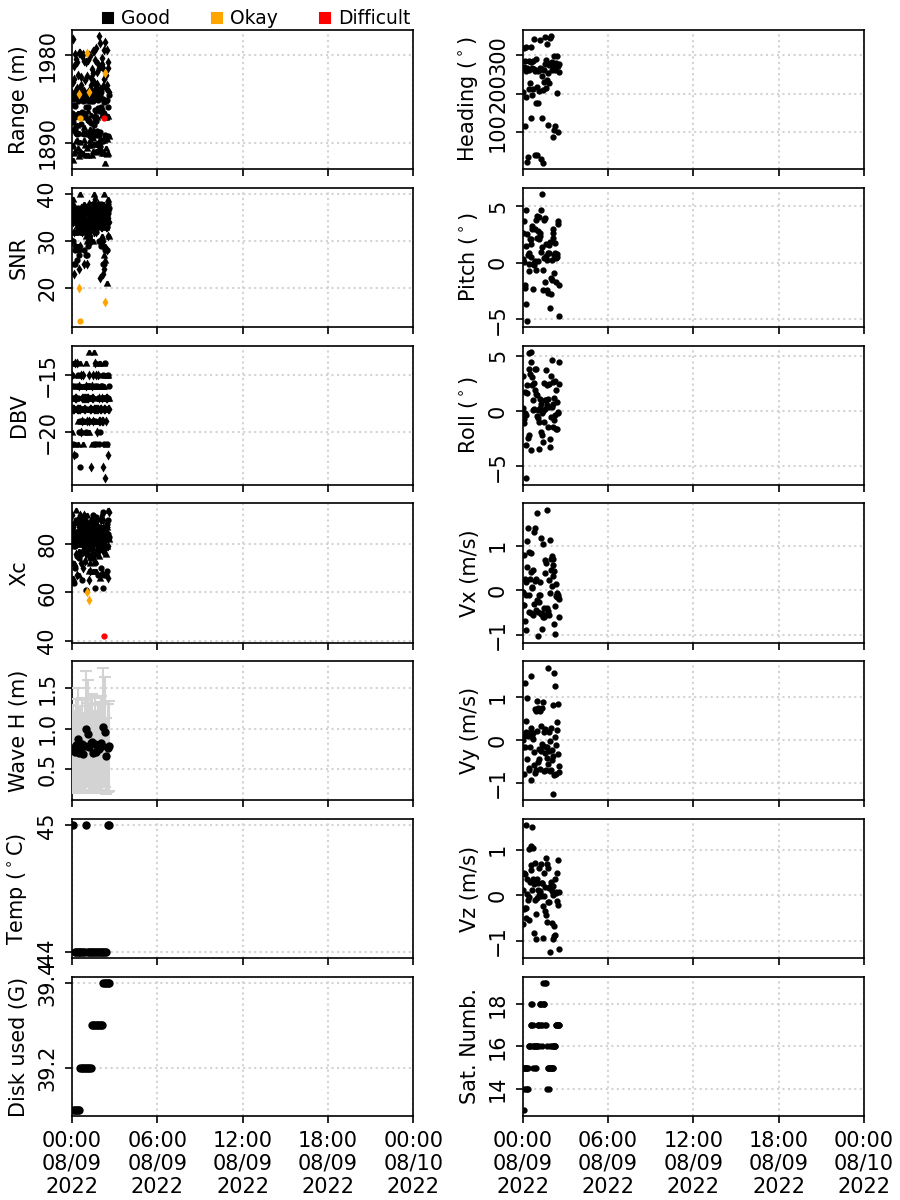 Good Okay Difficult
Range (m)
1980
1890
Heading (°)
300
200
100
SNR
40
30
20
Pitch (°)
5
0
−5
DBV
−15
−20
Roll (°)
5
0
−5
Xc
80
60
40
Vx (m/s)
1
0
−1
Wave H (m)
1.5
1.0
0.5
Vy (m/s)
1
0
−1
Temp (°C)
45
44
Vz (m/s)
1
0
−1
Disk used (G)
39.4
39.2
Sat. Numb.
18
16
14
00:00 06:00 12:00 18:00 00:00
08/09 08/09 08/09 08/09 08/10
2022 2022 2022 2022 2022
00:00 06:00 12:00 18:00 00:00
08/09 08/09 08/09 08/09 08/10
2022 2022 2022 2022 2022